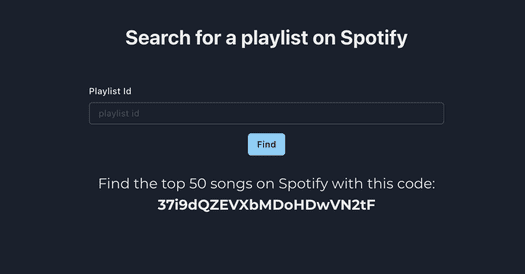 Search for a playlist on Spotify
Playlist Id
playlist id
Find
Find the top 50 songs on Spotify with this code:
37i9dQZEVXbMDoHDwVN2tF